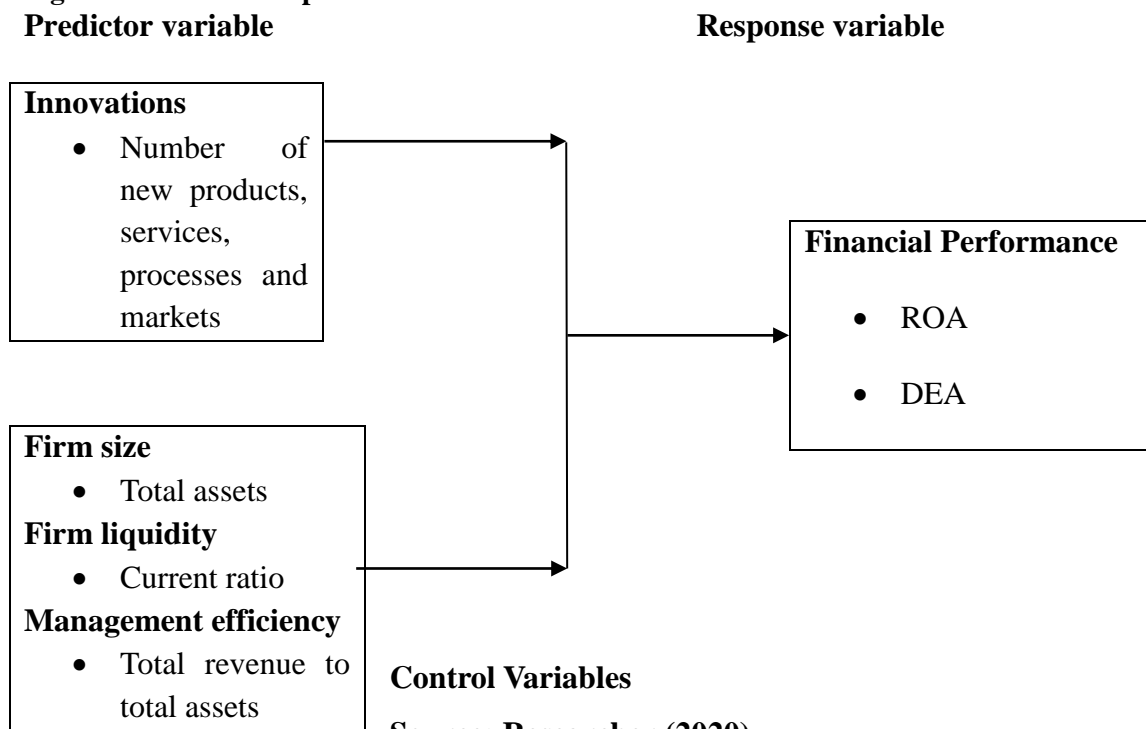 Predictor variable Response variable
Innovations
• Number of
new products,
services,
processes and
markets
Financial Performance
• ROA
• DEA
Firm size
• Total assets
Firm liquidity
• Current ratio
Management efficiency
• Total revenue to
total assets
Control Variables